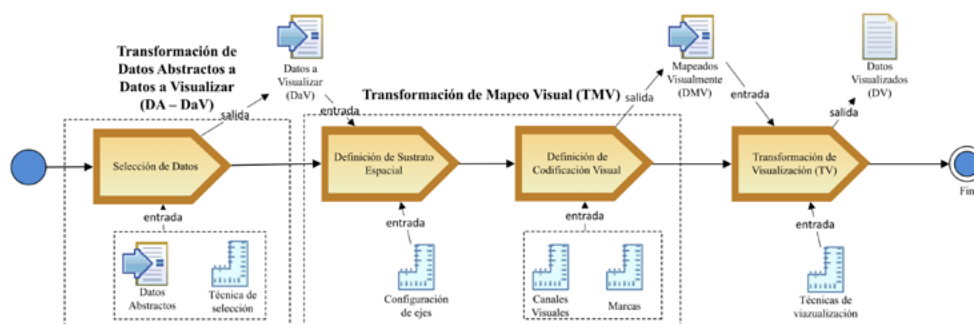 Transformación de
Datos Abstractos a
Datos a Visualizar
(DA – DaV)
Datos a
Visualizar
(DaV)
Transformación de Mapeo Visual (TMV)
Mapeados
Visualmente
(DMV)
Datos
Visualizados
(DV)
salida
entrada
salida
entrada
salida
Selección de Datos
Definición de Sustrato
Espacial
Definición de
Codificación Visual
Transformación de
Visualización (TV)
Fin
entrada
entrada
entrada
entrada
Datos
Abstractos
Técnica de
selección
Configuración
de ejes
Canales
Visuales
Marcas
Técnicas de
viazualización